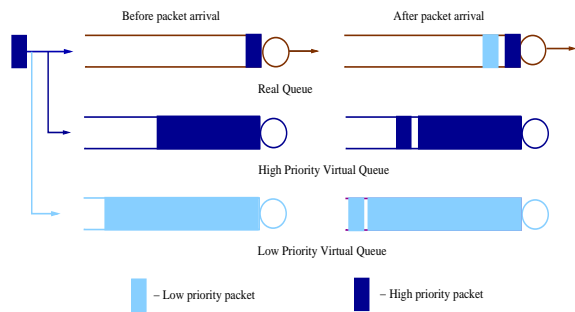 Before packet arrival
After packet arrival
Real Queue
High Priority Virtual Queue
Low Priority Virtual Queue
– Low priority packet
– High priority packet